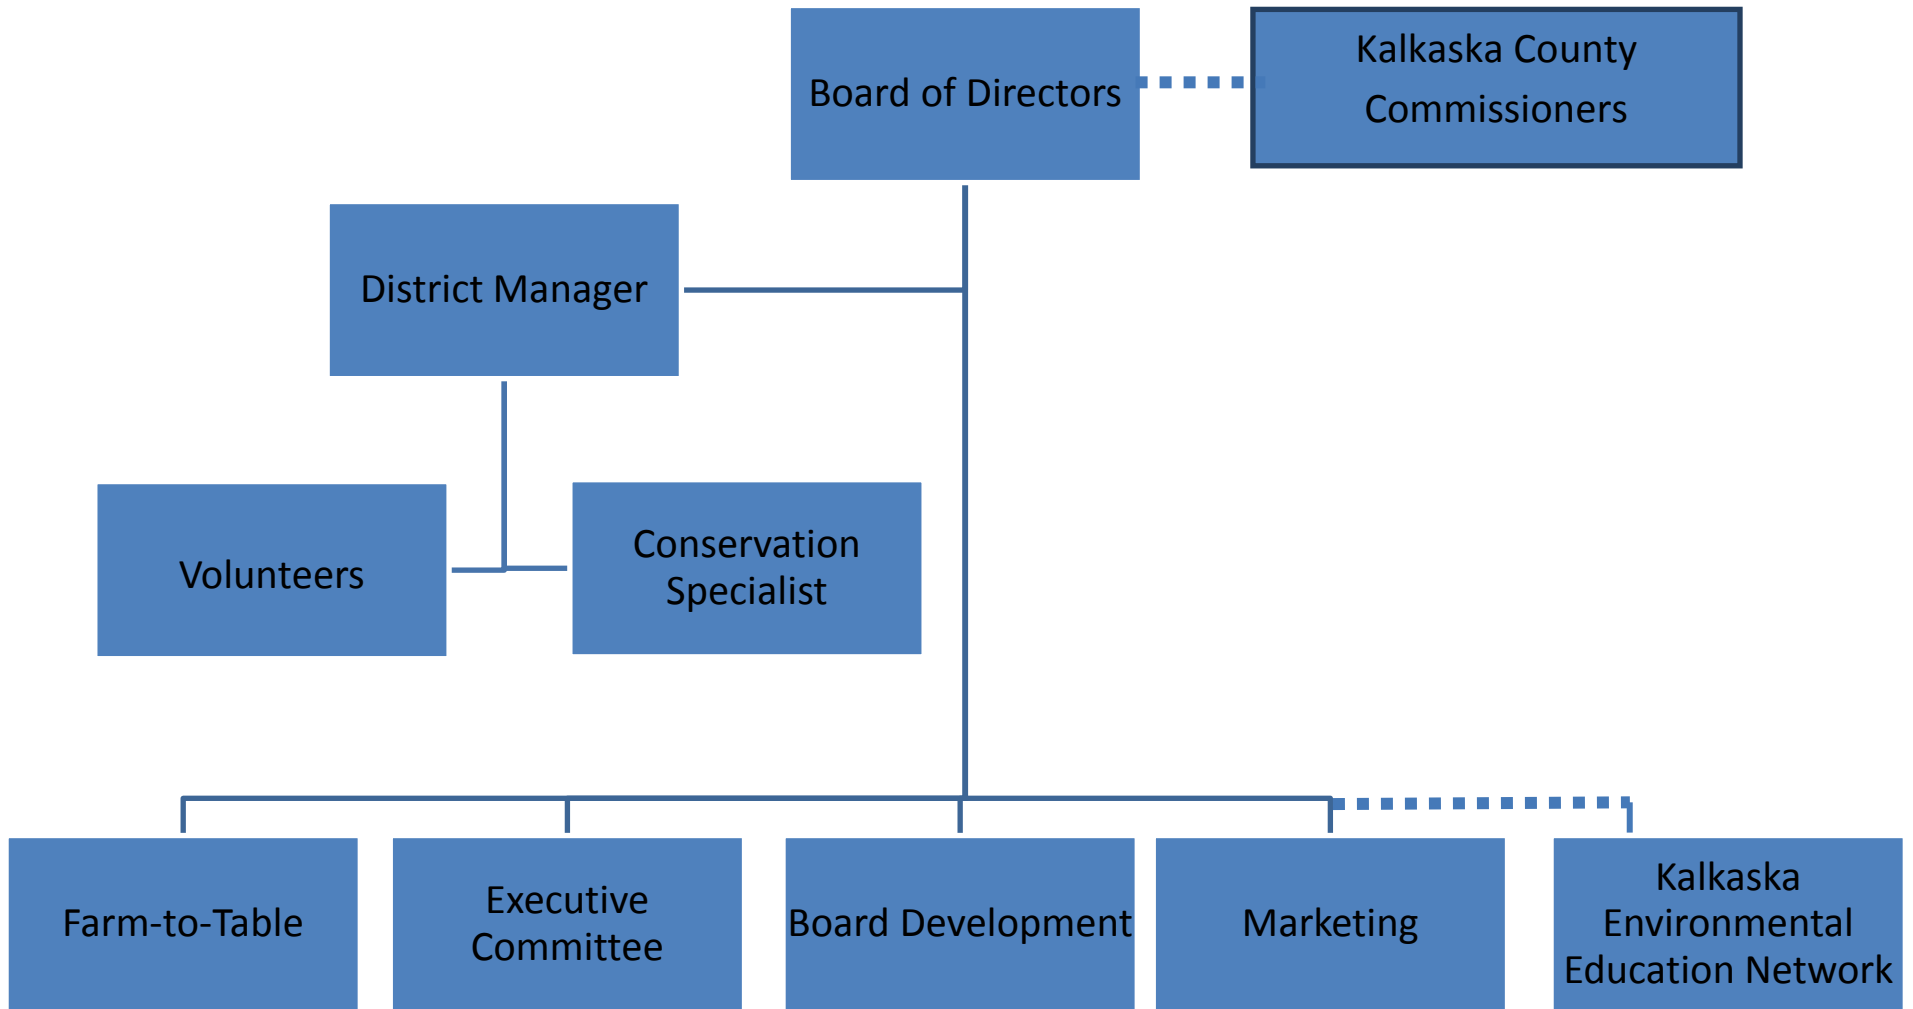 Board of Directors
Kalkaska County
Commissioners
District Manager
Volunteers
Conservation
Specialist
Farm-to-Table
Executive
Committee
Board Development
Marketing
Kalkaska
Environmental
Education Network